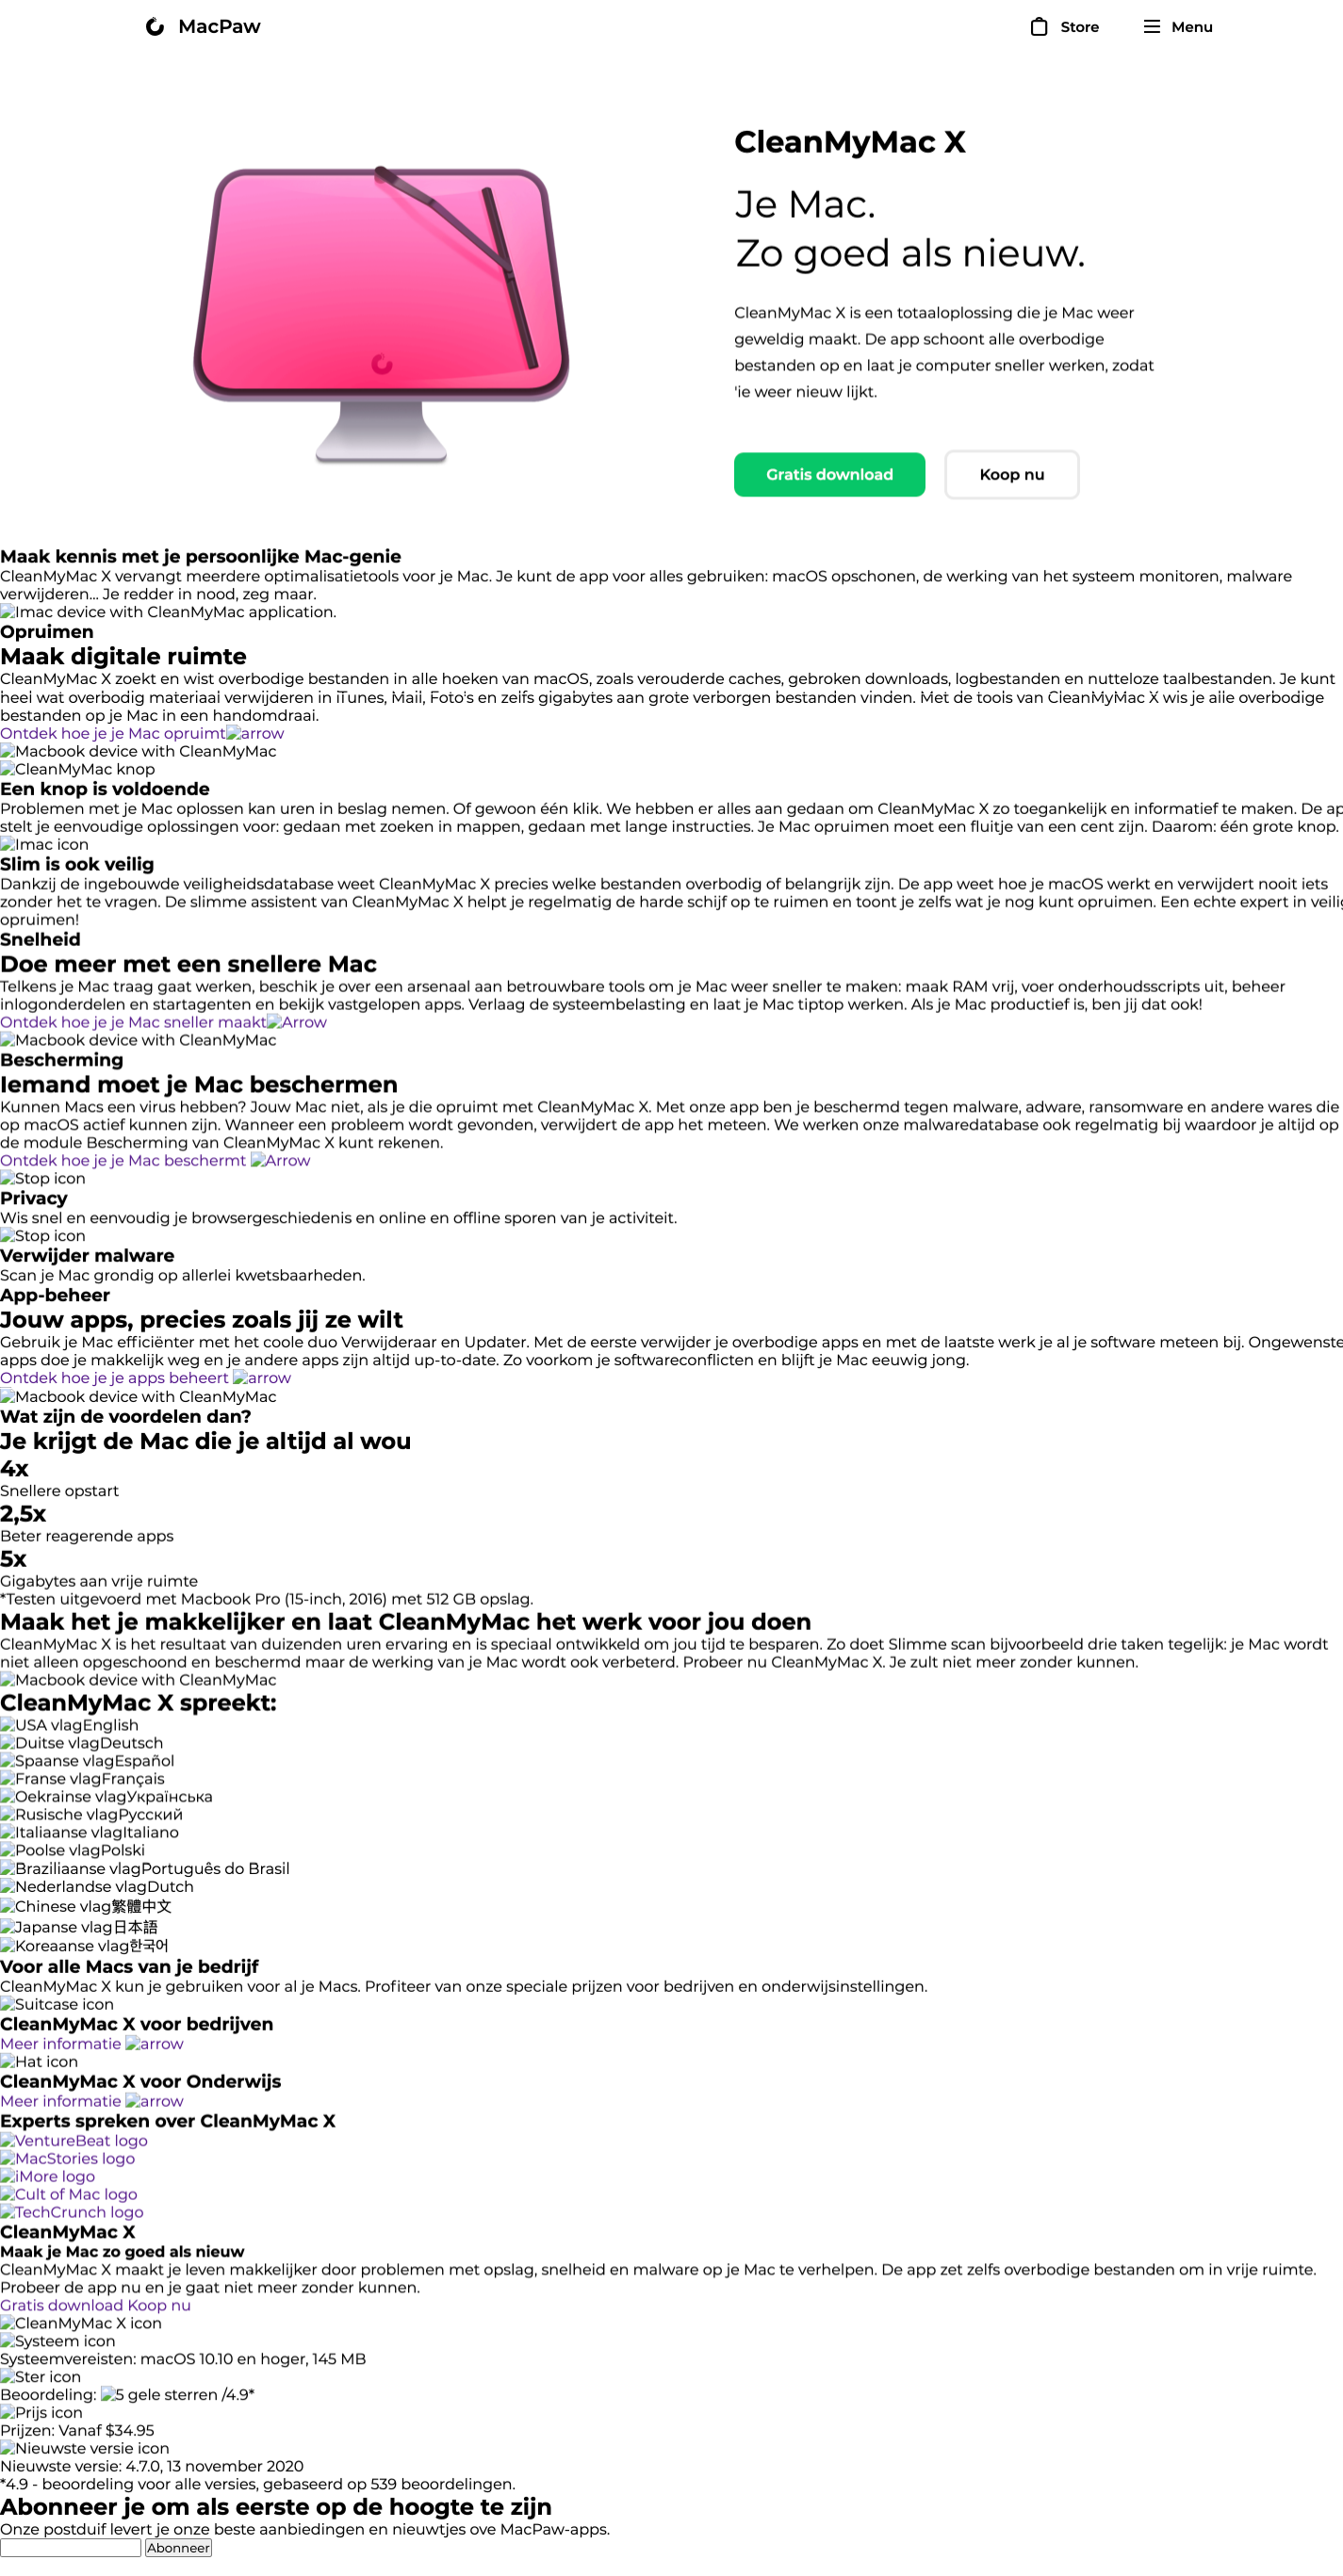 MacPaw
Store
Menu
CleanMyMac X
Je Mac.
Zo goed als nieuw.
CleanMyMac X is een totaaloplossing die je Mac weer
geweldig maakt. De app schoont alle overbodige
bestanden op en laat je computer sneller werken, zodat
'ie weer nieuw lijkt.
Gratis download
Koop nu
Maak kennis met je persoonlijke Mac-genie
CleanMyMac X vervangt meerdere optimalisatietools voor je Mac. Je kunt de app voor alles gebruiken: macOS opschonen, de werking van het systeem monitoren, malware
verwijderen... Je redder in nood, zeg maar.
Imac device with CleanMyMac application.
Opruimen
Maak digitale ruimte
CleanMyMac X zoekt en wist overbodige bestanden in alle hoeken van macOS, zoals verouderde caches, gebroken downloads, logbestanden en nutteloze taalbestanden. Je kunt
heel wat overbodig materiaal verwijderen in iTunes, Mail, Foto's en zelfs gigabytes aan grote verborgen bestanden vinden. Met de tools van CleanMyMac X wis je alle overbodige
bestanden op je Mac in een handomdraai.
Ontdek hoe je je Mac opruimt arrow
Macbook device with CleanMyMac
CleanMyMac knop
Een knop is voldoende
Problemen met je Mac oplossen kan uren in beslag nemen. Of gewoon één klik. We hebben er alles aan gedaan om CleanMyMac X zo toegankelijk en informatief te maken. De ap
stelt je eenvoudige oplossingen voor: gedaan met zoeken in mappen, gedaan met lange instructies. Je Mac opruimen moet een fluitje van een cent zijn. Daarom: één grote knop.
Imac icon
Slim is ook veilig
Dankzij de ingebouwde veiligheidsdatabase weet CleanMyMac X precies welke bestanden overbodig of belangrijk zijn. De app weet hoe je macOS werkt en verwijdert nooit iets
zonder het te vragen. De slimme assistent van CleanMyMac X helpt je regelmatig de harde schijf op te ruimen en toont je zelfs wat je nog kunt opruimen. Een echte expert in veilig
opruimen!
Snelheid
Doe meer met een snellere Mac
Telkens je Mac traag gaat werken, beschik je over een arsenaal aan betrouwbare tools om je Mac weer sneller te maken: maak RAM vrij, voer onderhoudsscripts uit, beheer
inlogonderdelen en startagenten en bekijk vastgelopen apps. Verlaag de systeembelasting en laat je Mac tiptop werken. Als je Mac productief is, ben jij dat ook!
Ontdek hoe je je Mac sneller maakt Arrow
Macbook device with CleanMyMac
Bescherming
Iemand moet je Mac beschermen
Kunnen Macs een virus hebben? Jouw Mac niet, als je die opruimt met CleanMyMac X. Met onze app ben je beschermd tegen malware, adware, ransomware en andere wares die
op macOS actief kunnen zijn. Wanneer een probleem wordt gevonden, verwijdert de app het meteen. We werken onze malwaredatabase ook regelmatig bij waardoor je altijd op
de module Bescherming van CleanMyMac X kunt rekenen.
Ontdek hoe je je Mac beschermt Arrow
Stop icon
Privacy
Wis snel en eenvoudig je browsergeschiedenis en online en offline sporen van je activiteit.
Stop icon
Verwijder malware
Scan je Mac grondig op allerlei kwetsbaarheden.
App-beheer
Jouw apps, precies zoals jij ze wilt
Gebruik je Mac efficiënter met het coole duo Verwijderaar en Updater. Met de eerste verwijder je overbodige apps en met de laatste werk je al je software meteen bij. Ongewenste
apps doe je makkelijk weg en je andere apps zijn altijd up-to-date. Zo voorkom je softwareconflicten en blijft je Mac eeuwig jong.
Ontdek hoe je je apps beheert arrow
Macbook device with CleanMyMac
Wat zijn de voordelen dan?
Je krijgt de Mac die je altijd al wou
4x
Snellere opstart
2,5x
Beter reagerende apps
5x
Gigabytes aan vrije ruimte
*Testen uitgevoerd met Macbook Pro (15-inch, 2016) met 512 GB opslag.
Maak het je makkelijker en laat CleanMyMac het werk voor jou doen
CleanMyMac X is het resultaat van duizenden uren ervaring en is speciaal ontwikkeld om jou tijd te besparen. Zo doet Slimme scan bijvoorbeeld drie taken tegelijk: je Mac wordt
niet alleen opgeschoond en beschermd maar de werking van je Mac wordt ook verbeterd. Probeer nu CleanMyMac X. Je zult niet meer zonder kunnen.
Macbook device with CleanMyMac
CleanMyMac X spreekt:
USA vlagEnglish
Duitse vlagDeutsch
Spaanse vlagEspañol
Franse vlagFrançais
Oekrainse vlagУкраїнська
Rusische vlagРусский
Italiaanse vlagItaliano
Poolse vlagPolski
Braziliaanse vlagPortuguês do Brasil
Nederlandse vlagDutch
Chinese vlag繁體中文
Japanse vlag日本語
Koreaanse vlag한국어
Voor alle Macs van je bedrijf
CleanMyMac X kun je gebruiken voor al je Macs. Profiteer van onze speciale prijzen voor bedrijven en onderwijsinstellingen.
Suitcase icon
CleanMyMac X voor bedrijven
Meer informatie arrow
Hat icon
CleanMyMac X voor Onderwijs
Meer informatie arrow
Experts spreken over CleanMyMac X
VentureBeat logo
MacStories logo
iMore logo
Cult of Mac logo
TechCrunch logo
CleanMyMac X
Maak je Mac zo goed als nieuw
CleanMyMac X maakt je leven makkelijker door problemen met opslag, snelheid en malware op je Mac te verhelpen. De app zet zelfs overbodige bestanden om in vrije ruimte.
Probeer de app nu en je gaat niet meer zonder kunnen.
Gratis download Koop nu
CleanMyMac X icon
Systeem icon
Systeemvereisten: macOS 10.10 en hoger, 145 MB
Ster icon
Beoordeling: 5 gele sterren /4.9*
Prijs icon
Prijzen: Vanaf $34.95
Nieuwste versie icon
Nieuwste versie: 4.7.0, 13 november 2020
*4.9 - beoordeling voor alle versies, gebaseerd op 539 beoordelingen.
Abonneer je om als eerste op de hoogte te zijn
Onze postduif levert je onze beste aanbiedingen en nieuwtjes ove MacPaw-apps.
Abonneer